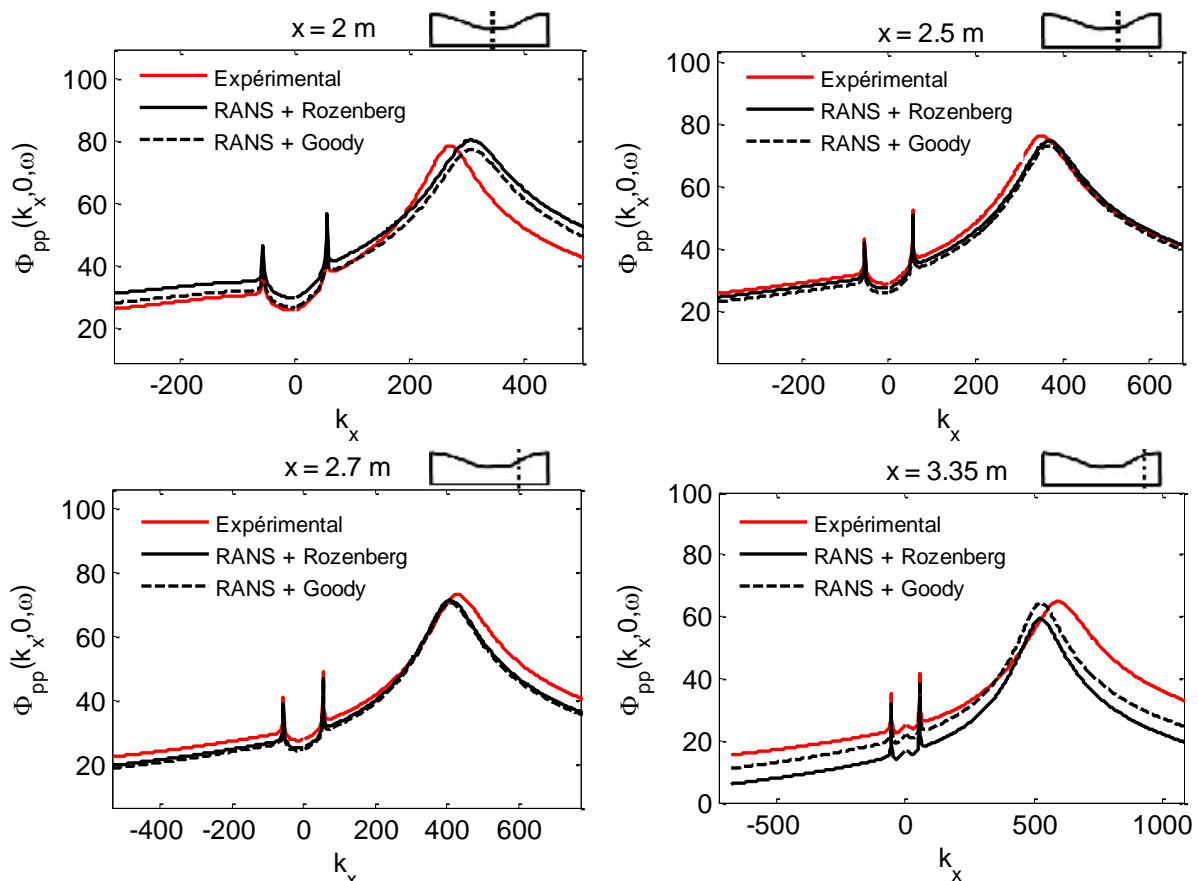 x = 2 m
100
80
60
40
20
Φpp(kx,0,ω)
Expérimental
RANS + Rozenberg
RANS + Goody
-200 0 200 400
kx
x = 2.5 m
100
80
60
40
20
Φpp(kx,0,ω)
Expérimental
RANS + Rozenberg
RANS + Goody
-200 0 200 400 600
kx
x = 2.7 m
100
80
60
40
20
Φpp(kx,0,ω)
Expérimental
RANS + Rozenberg
RANS + Goody
-400 -200 0 200 400 600
kx
x = 3.35 m
100
80
60
40
20
0
Φpp(kx,0,ω)
Expérimental
RANS + Rozenberg
RANS + Goody
-500 0 500 1000
kx